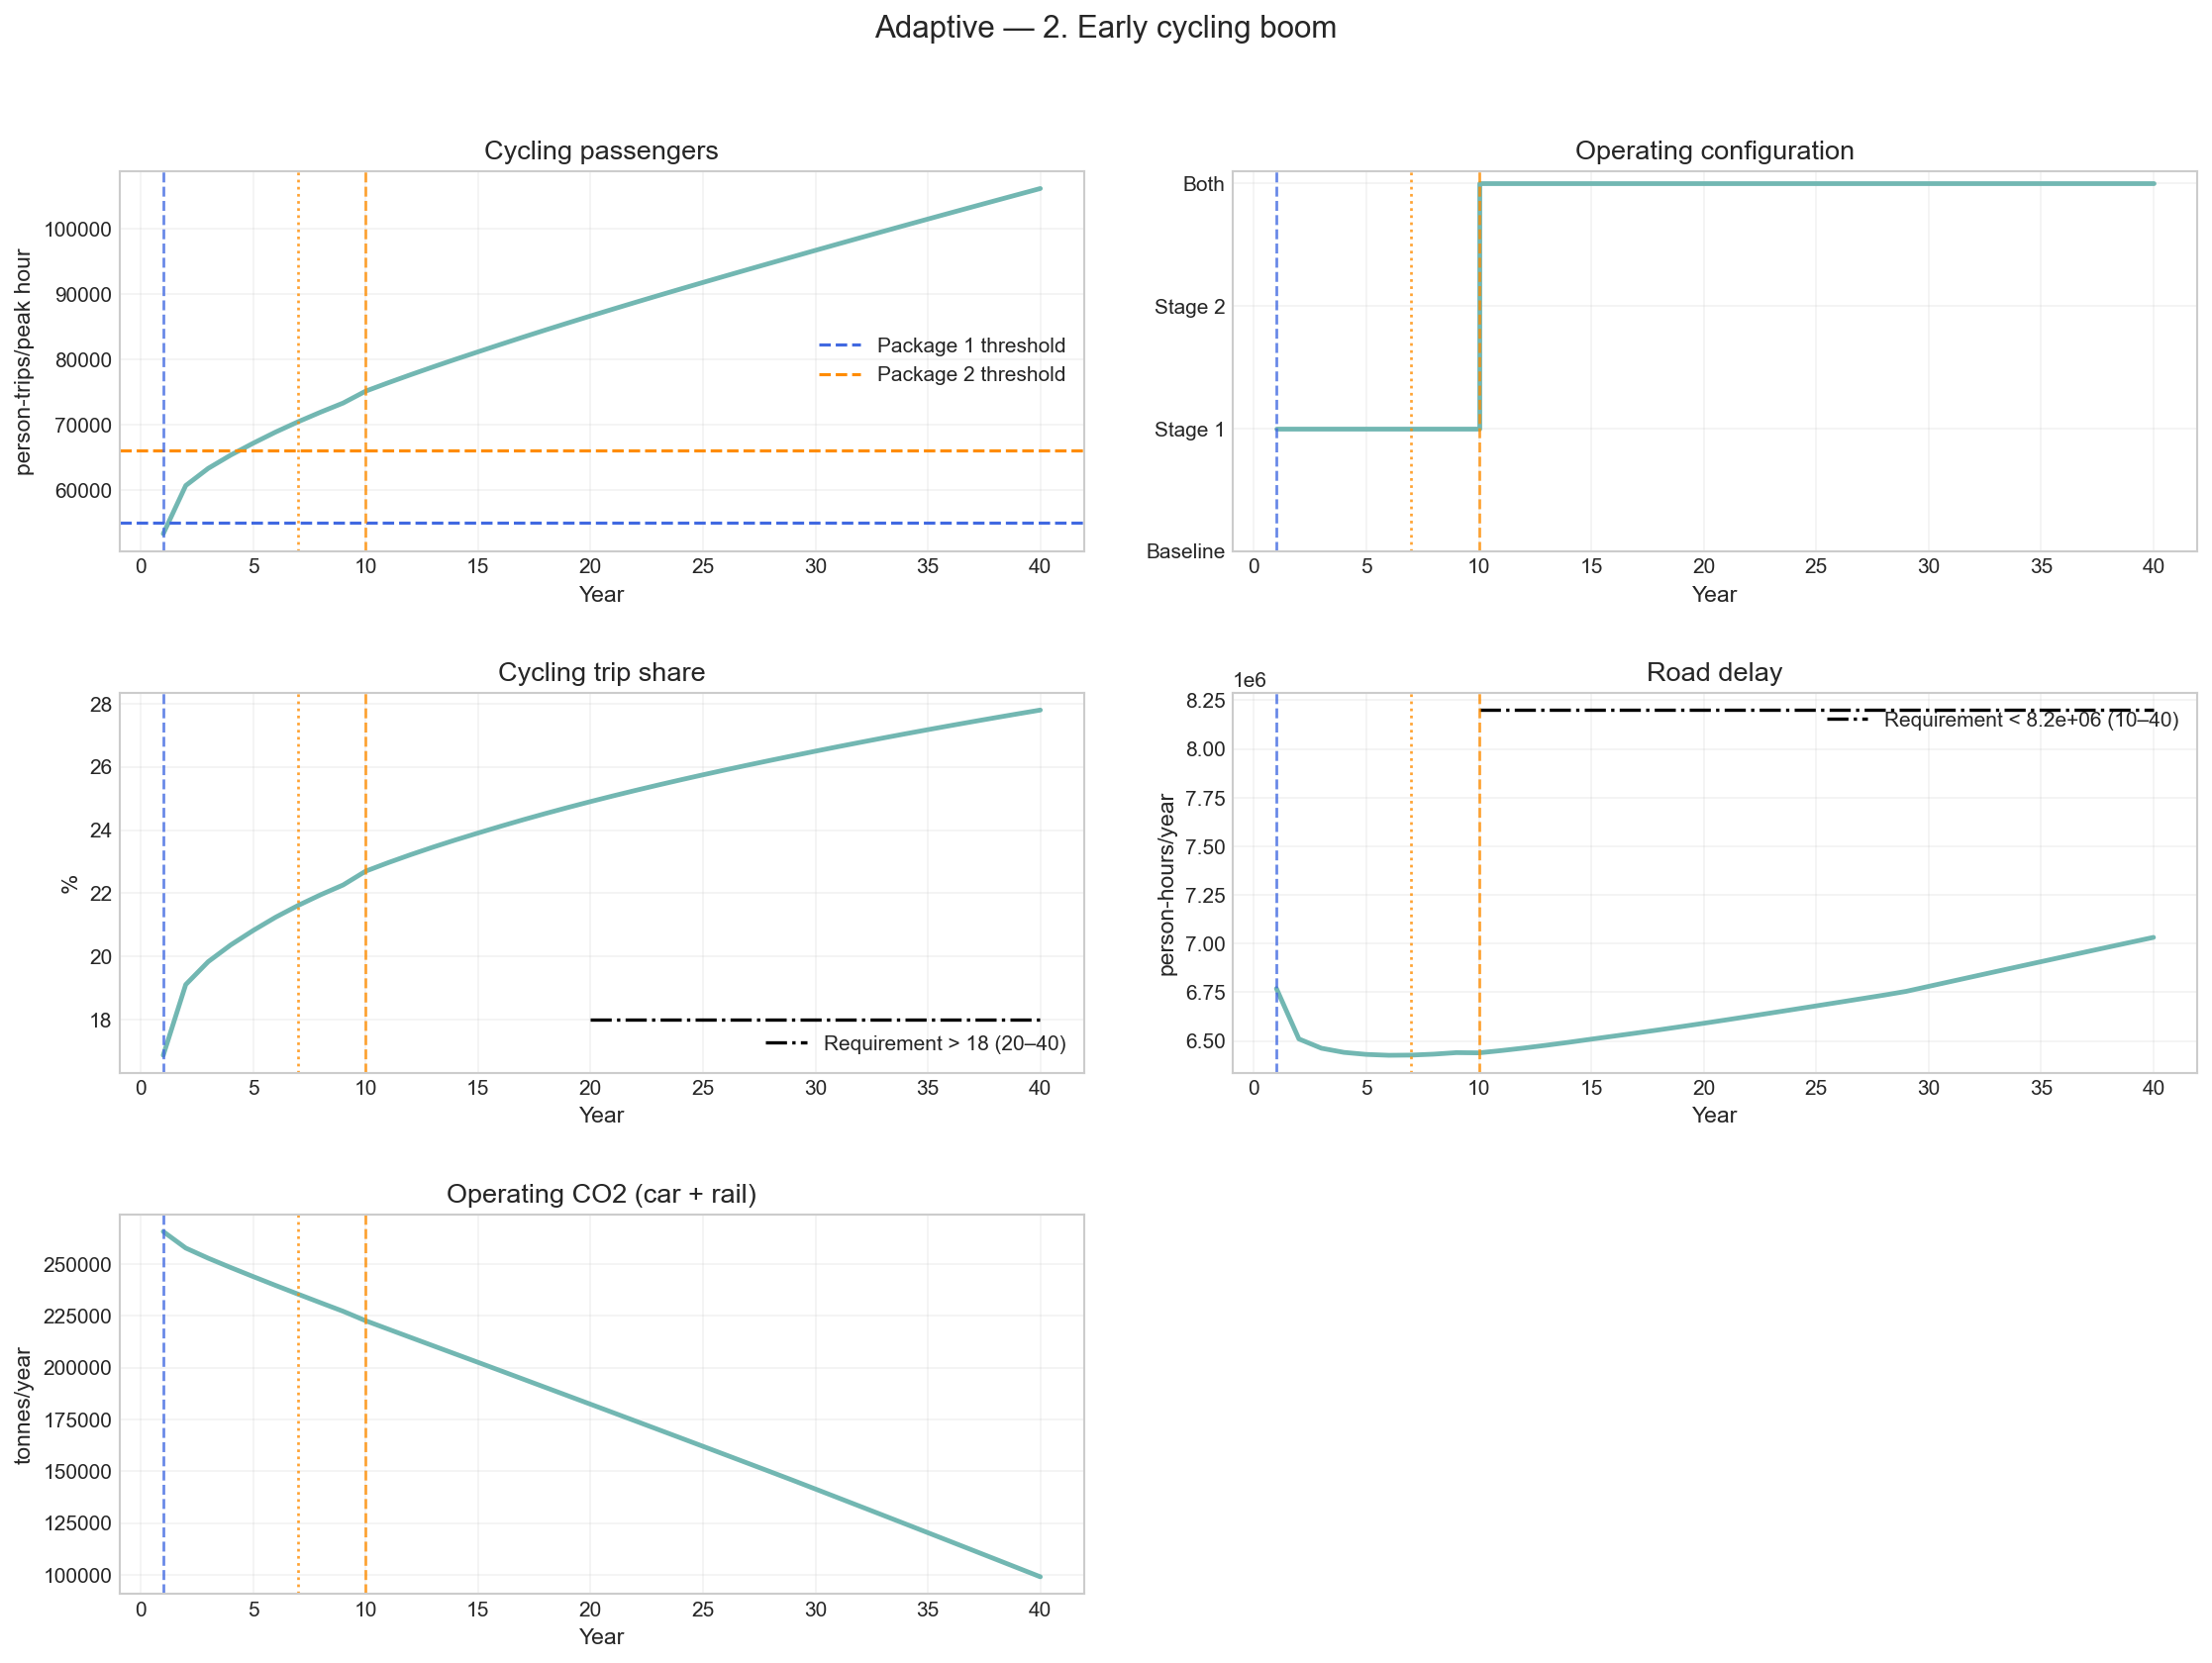 Adaptive — 2. Early cycling boom
Cycling passengers
person-trips/peak hour
100000
90000
80000
70000
60000
Package 1 threshold
Package 2 threshold
0 5 10 15 20 25 30 35 40
Year
Operating configuration
Both
Stage 2
Stage 1
Baseline
0 5 10 15 20 25 30 35 40
Year
Cycling trip share
%
28
26
24
22
20
18
Requirement > 18 (20–40)
0 5 10 15 20 25 30 35 40
Year
Road delay
1e6
person-hours/year
8.25
8.00
7.75
7.50
7.25
7.00
6.75
6.50
Requirement < 8.2e+06 (10–40)
0 5 10 15 20 25 30 35 40
Year
Operating CO2 (car + rail)
tonnes/year
250000
225000
200000
175000
150000
125000
100000
0 5 10 15 20 25 30 35 40
Year